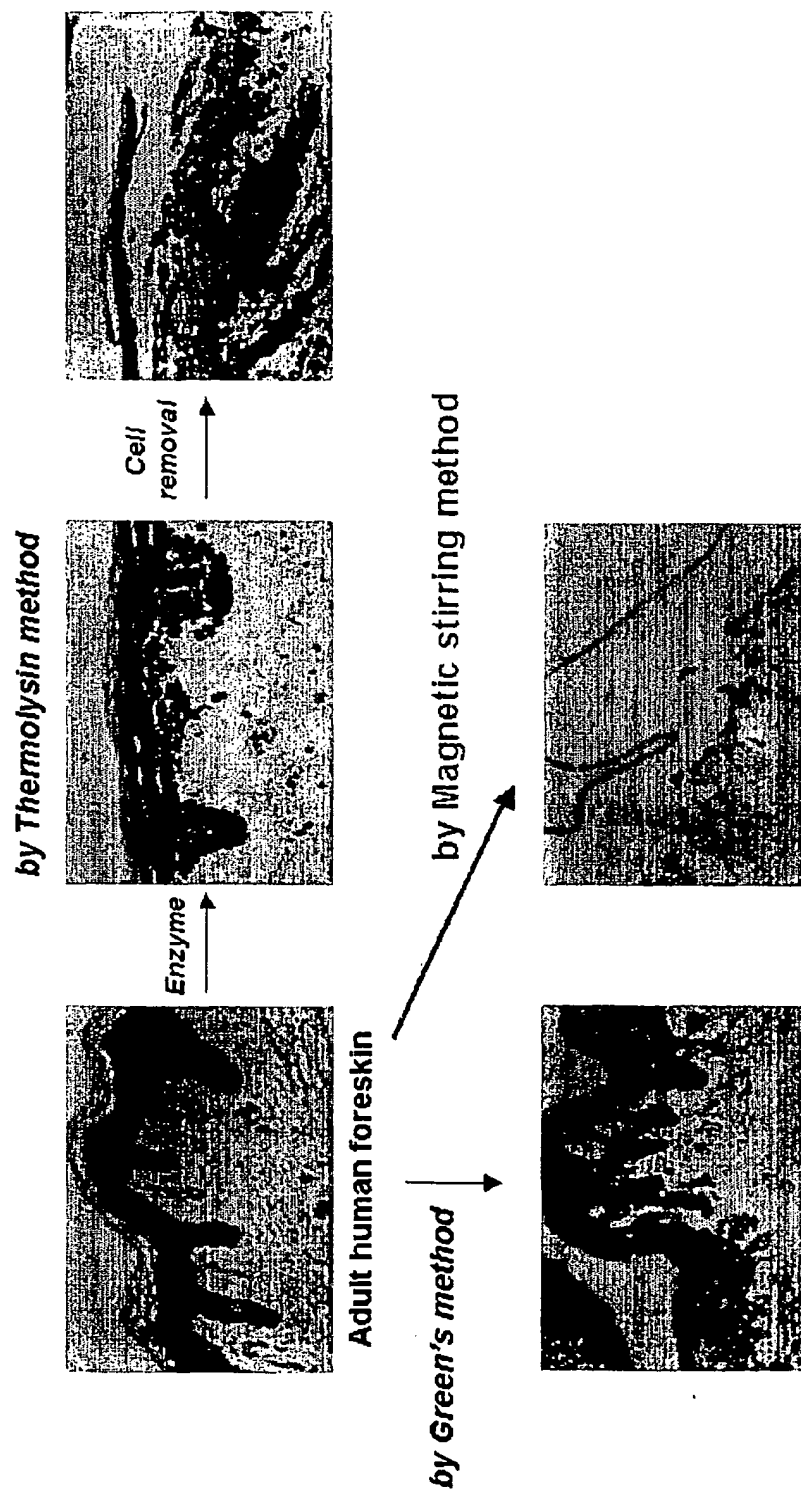 by Thermolysin method
Enzyme
Cell
removal
Adult human foreskin
by Green's method
by Magnetic stirring method